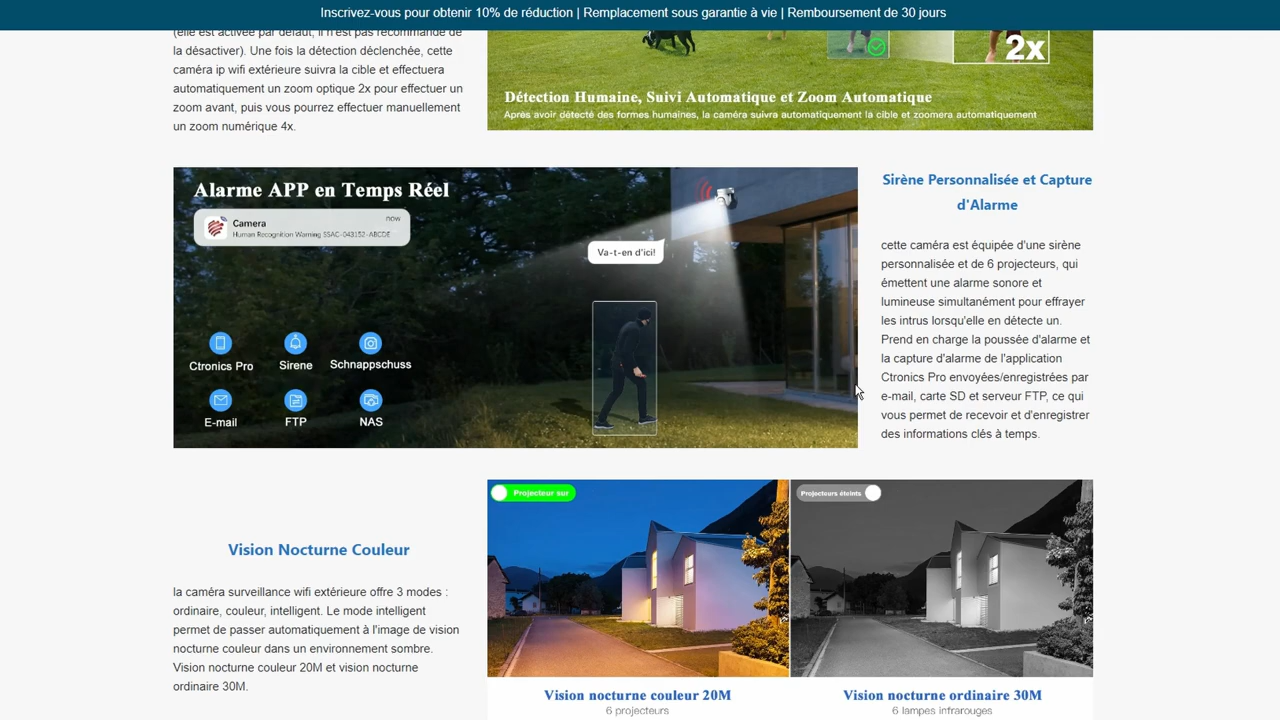 Inscrivez-vous pour obtenir 10% de réduction | Remplacement sous garantie à vie | Remboursement de 30 jours
(elle est activée par défaut, il n'est pas recommandé de
la désactiver). Une fois la détection déclenchée, cette
caméra ip wifi extérieure suivra la cible et effectuera
automatiquement un zoom optique 2x pour effectuer un
zoom avant, puis vous pourrez effectuer manuellement
un zoom numérique 4x.
2x
Détection Humaine, Suivi Automatique et Zoom Automatique
Après avoir détecté des formes humaines, la caméra suivra automatiquement la cible et zoomera automatiquement
Alarme APP en Temps Réel
Camera
now
Human Recognition Warning SSAC-043152-ABCDE
Va-t-en d'ici!
Ctronics Pro
Sirene
Schnappschuss
E-mail
FTP
NAS
Sirène Personnalisée et Capture
d'Alarme
cette caméra est équipée d'une sirène
personnalisée et de 6 projecteurs, qui
émettent une alarme sonore et
lumineuse simultanément pour effrayer
les intrus lorsqu'elle en détecte un.
Prend en charge la poussée d'alarme et
la capture d'alarme de l'application
Ctronics Pro envoyées/enregistrées par
e-mail, carte SD et serveur FTP, ce qui
vous permet de recevoir et d'enregistrer
des informations clés à temps.
Vision Nocturne Couleur
la caméra surveillance wifi extérieure offre 3 modes :
ordinaire, couleur, intelligent. Le mode intelligent
permet de passer automatiquement à l'image de vision
nocturne couleur dans un environnement sombre.
Vision nocturne couleur 20M et vision nocturne
ordinaire 30M.
Projecteur sur
Projecteurs éteints
Vision nocturne couleur 20M
6 projecteurs
Vision nocturne ordinaire 30M
6 lampes infrarouges